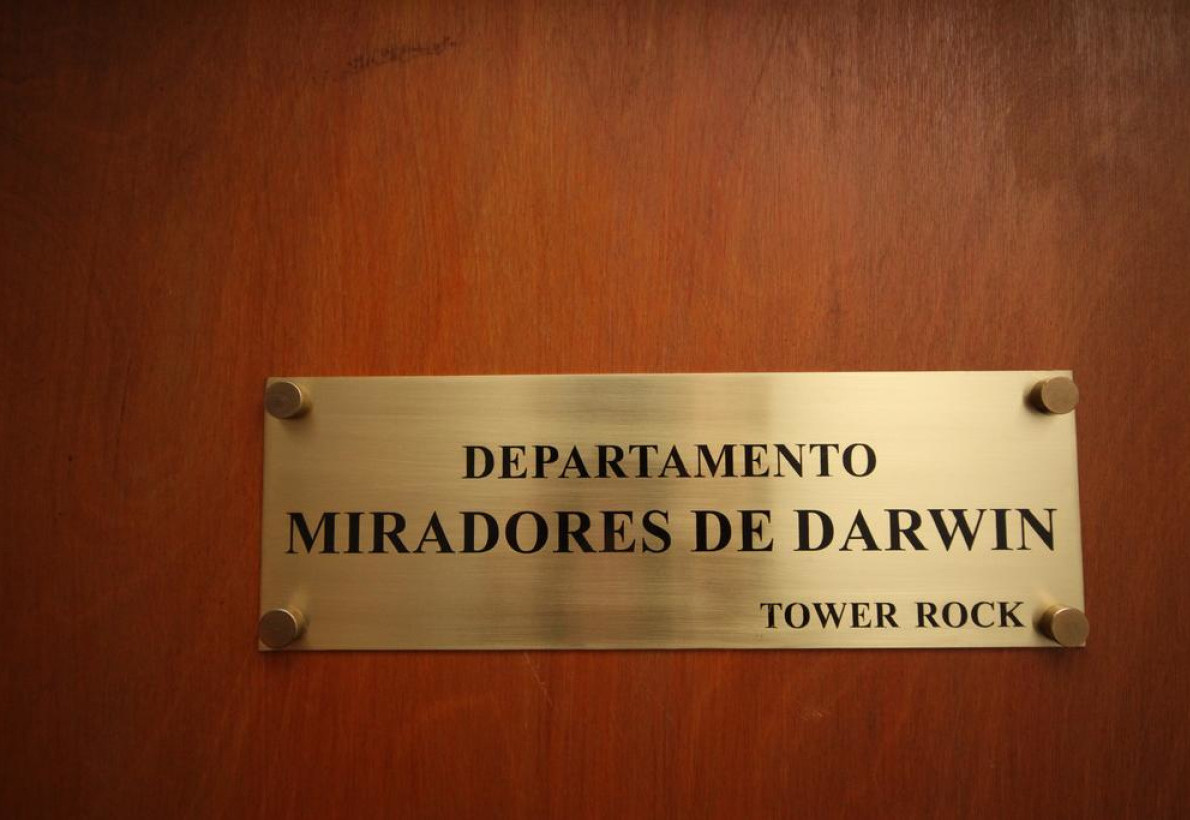 DEPARTAMENTO
MIRADORES DE DARWIN
TOWER ROCK